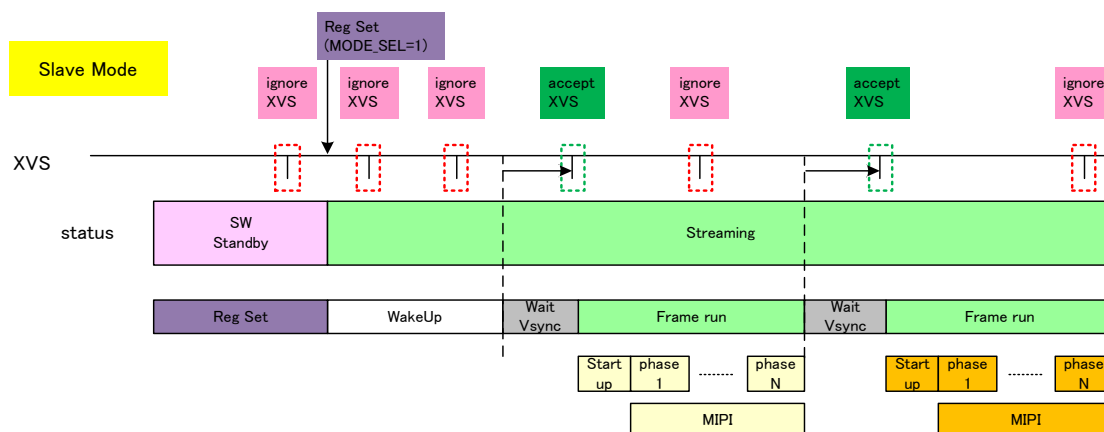 Reg Set
(MODE_SEL=1)
Slave Mode
ignore
XVS
ignore
XVS
ignore
XVS
accept
XVS
ignore
XVS
accept
XVS
ignore
XVS
XVS
status
SW
Standby
Streaming
Reg Set
WakeUp
Wait
Vsync
Frame run
Wait
Vsync
Frame run
Start
up
phase
1
phase
N
Start
up
phase
1
phase
N
MIPI
MIPI